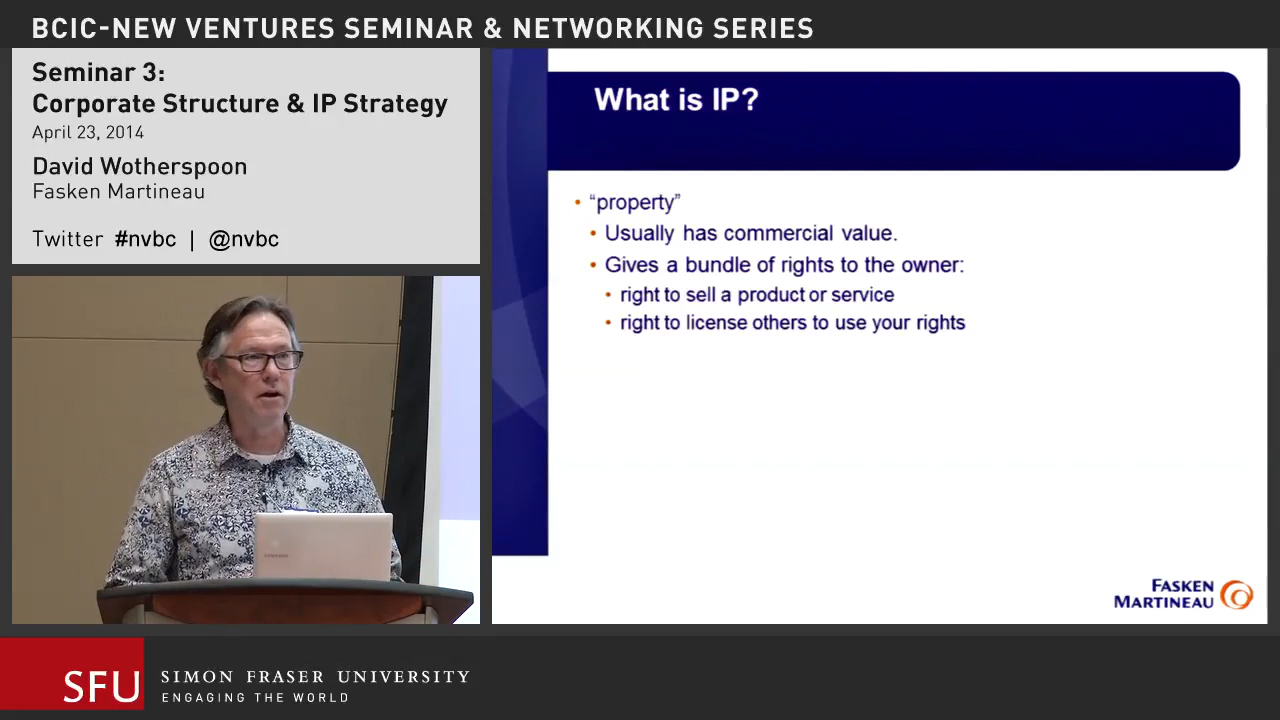 BCIC-NEW VENTURES SEMINAR & NETWORKING SERIES
Seminar 3:
Corporate Structure & IP Strategy
April 23, 2014
David Wotherspoon
Fasken Martineau
Twitter #nvbc | @nvbc
What is IP?
• “property”
• Usually has commercial value.
• Gives a bundle of rights to the owner:
• right to sell a product or service
• right to license others to use your rights
FASKEN
MARTINEAU
SFU
SIMON FRASER UNIVERSITY
ENGAGING THE WORLD